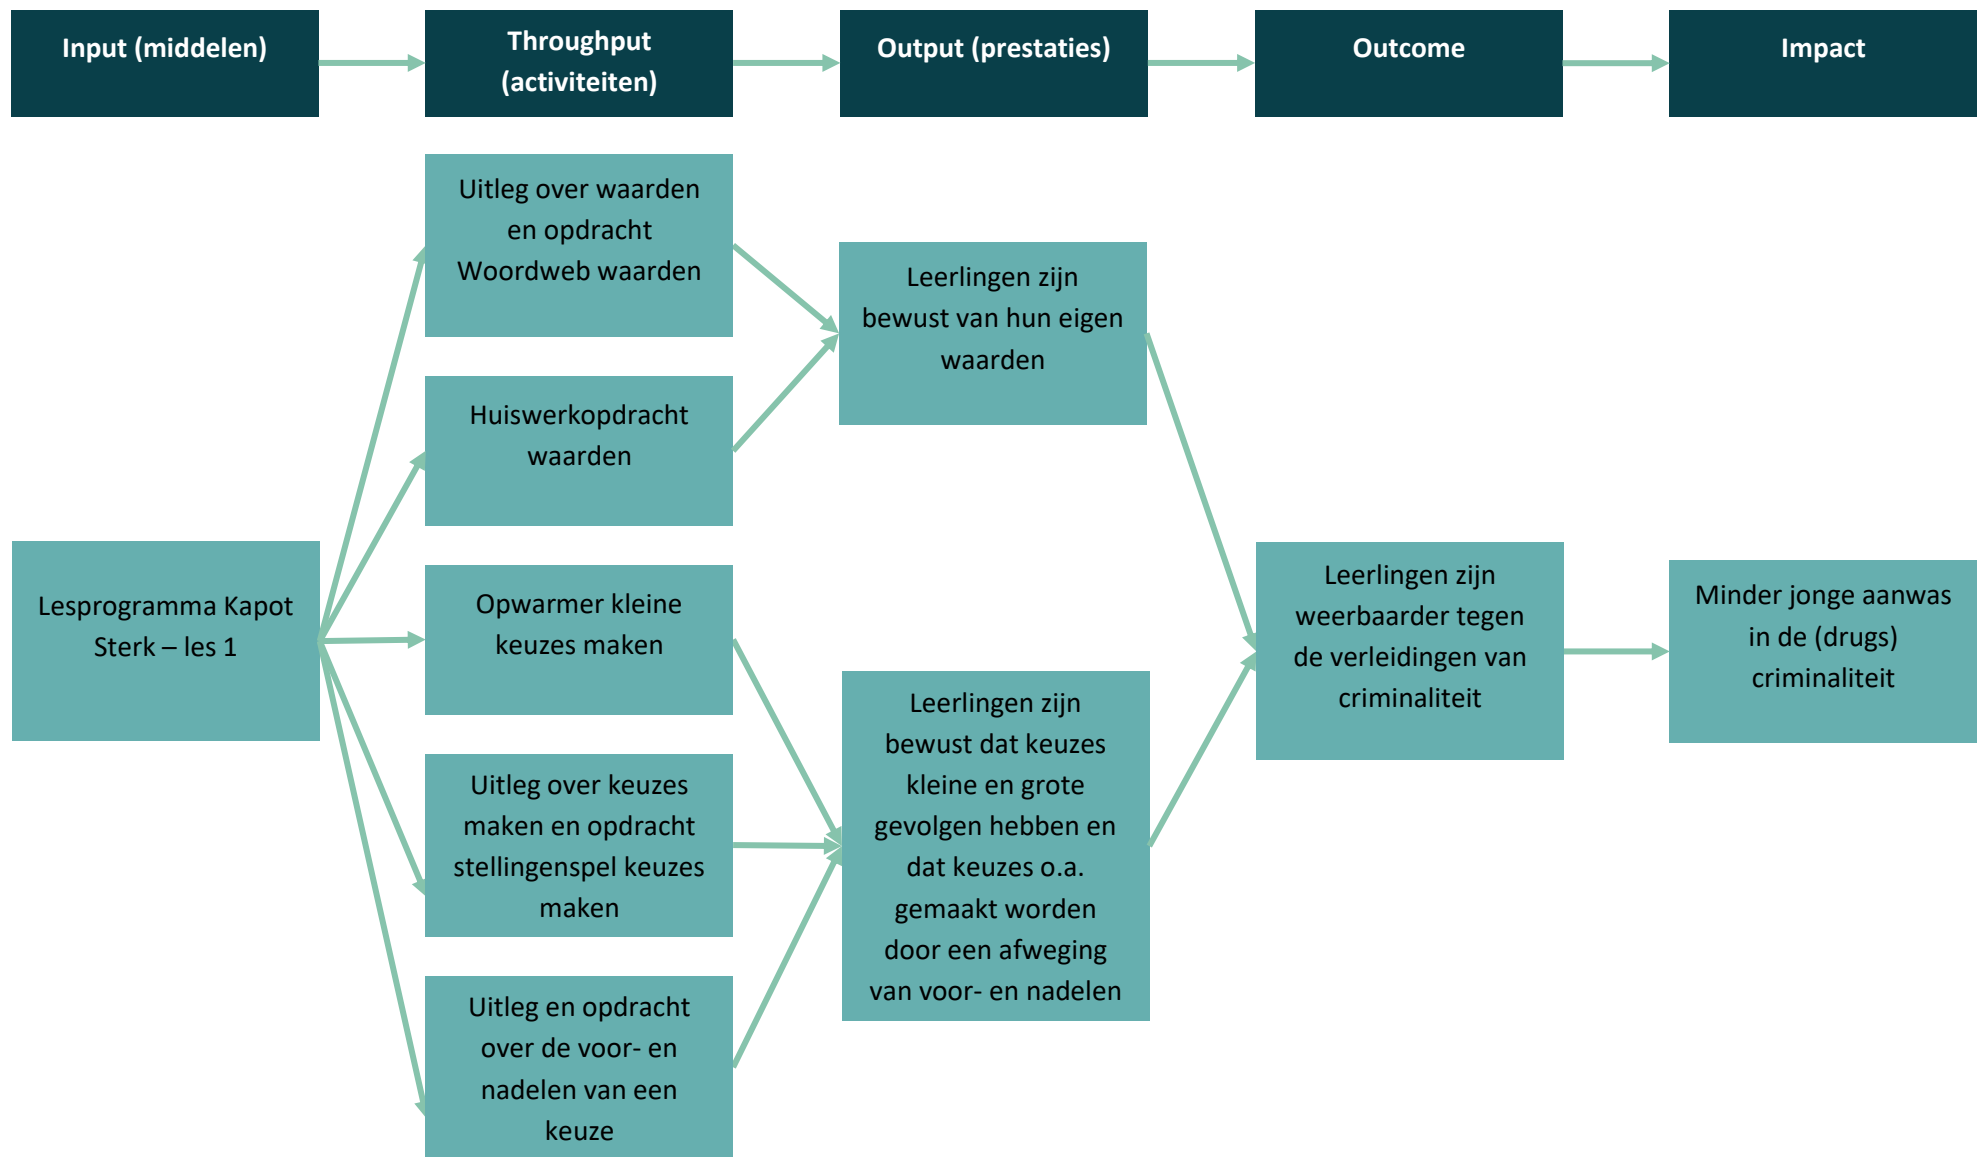 Input (middelen)
Throughput
(activiteiten)
Output (prestaties)
Outcome
Impact
Lesprogramma Kapot
Sterk – les 1
Uitleg over waarden
en opdracht
Woordweb waarden
Huiswerkopdracht
waarden
Opwarmer kleine
keuzes maken
Uitleg over keuzes
maken en opdracht
stellingenspel keuzes
maken
Uitleg en opdracht
over de voor- en
nadelen van een
keuze
Leerlingen zijn
bewust van hun eigen
waarden
Leerlingen zijn
bewust dat keuzes
kleine en grote
gevolgen hebben en
dat keuzes o.a.
gemaakt worden
door een afweging
van voor- en nadelen
Leerlingen zijn
weerbaarder tegen
de verleidingen van
criminaliteit
Minder jonge aanwas
in de (drugs)
criminaliteit